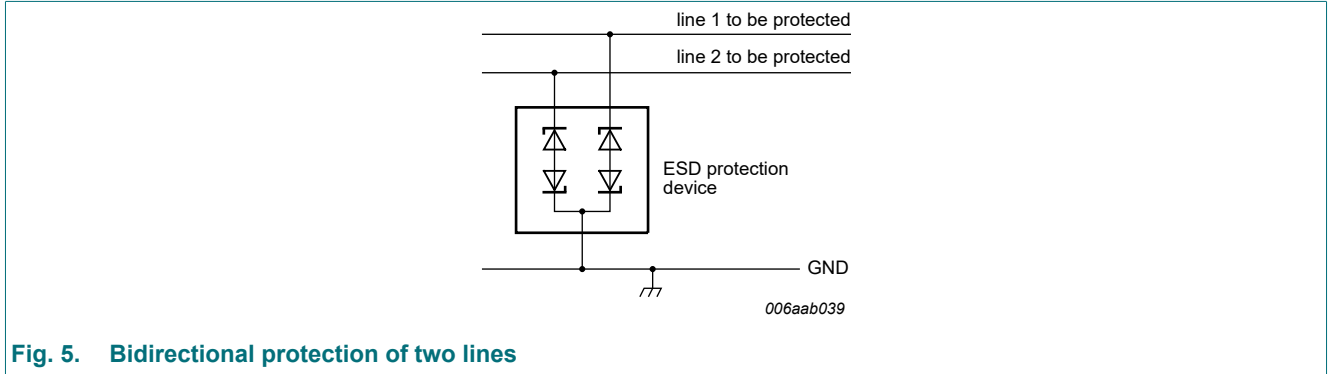 line 1 to be protected
line 2 to be protected
ESD protection
device
GND
006aab039
Fig. 5. Bidirectional protection of two lines